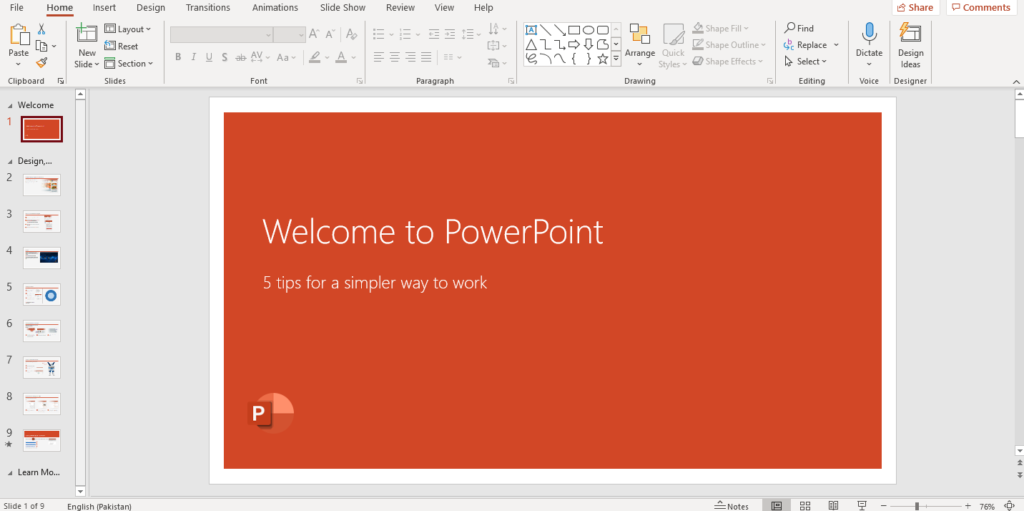 File Home Insert Design Transitions Animations Slide Show Review View Help Share Comments
Paste
Clipboard
New Slide
Layout
Reset
Section
Slides
B I U S ab AV Aa A
Font
Paragraph
A
Arrange
Quick Styles
Shape Fill
Shape Outline
Shape Effects
Drawing
Find
Replace
Select
Editing
Dictate
Voice
Design Ideas
Designer
Welcome
1
Design,...
2
3
4
5
6
7
8
9
Learn Mo...
Welcome to PowerPoint
5 tips for a simpler way to work
P
Slide 1 of 9 English (Pakistan) Notes 76%